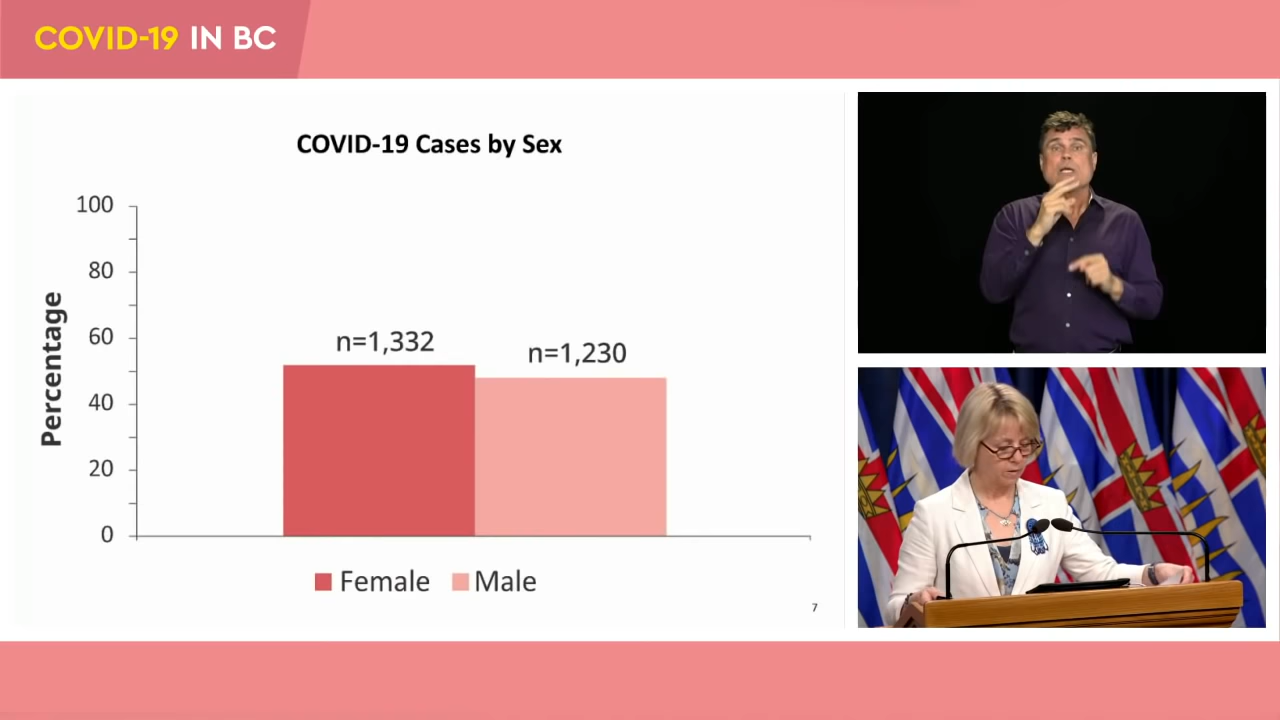 COVID-19 IN BC
COVID-19 Cases by Sex
Percentage
100
80
60
40
20
0
n=1,332
n=1,230
Female
Male
7